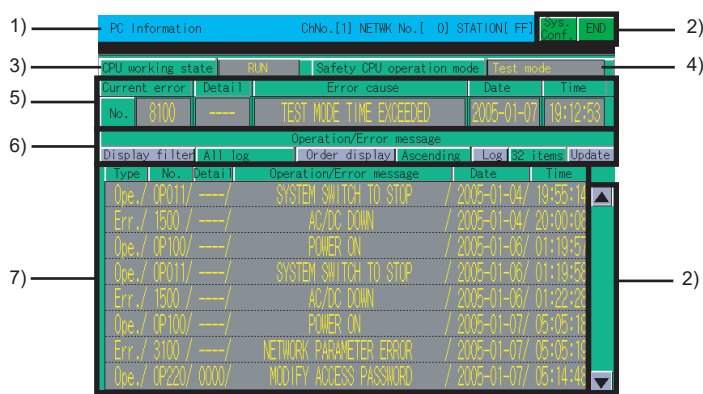 1) PC Information ChNo.[1] NETWK No.[ 0] STATION[ FF] Sys. Conf. END 2)
3) CPU working state RUN Safety CPU operation mode Test mode 4)
Current error Detail Error cause Date Time
5) No. 8100 ---- TEST MODE TIME EXCEEDED 2005-01-07 19:12:53
6) Operation/Error message
Display filter All log Order display Ascending Log 32 items Update
Type No. Detail Operation/Error message Date Time
Ope./ OP011/ ----/ SYSTEM SWITCH TO STOP / 2005-01-04/ 19:55:14
Err./ 1500 / ----/ AC/DC DOWN / 2005-01-04/ 20:00:08
Ope./ OP100/ ----/ POWER ON / 2005-01-06/ 01:19:57
7) Ope./ OP011/ ----/ SYSTEM SWITCH TO STOP / 2005-01-06/ 01:19:58 2)
Err./ 1500 / ----/ AC/DC DOWN / 2005-01-06/ 01:22:28
Ope./ OP100/ ----/ POWER ON / 2005-01-07/ 05:05:18
Err./ 3100 / ----/ NETWORK PARAMETER ERROR / 2005-01-07/ 05:05:19
Ope./ OP220/ 0000/ MODIFY ACCESS PASSWORD / 2005-01-07/ 05:14:48